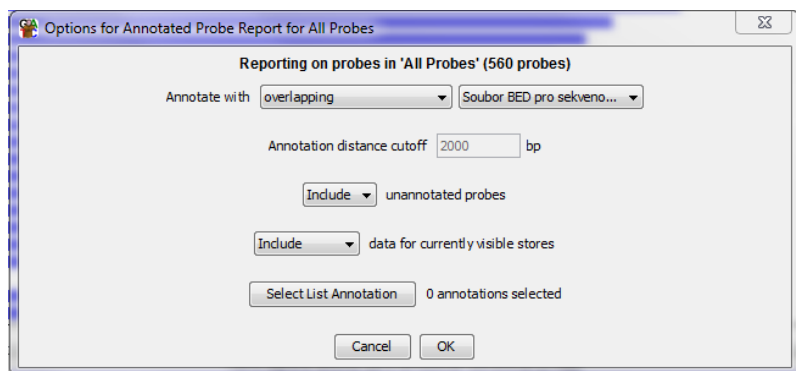 Options for Annotated Probe Report for All Probes
Reporting on probes in 'All Probes' (560 probes)
Annotate with overlapping Soubor BED pro sekveno...
Annotation distance cutoff 2000 bp
Include unannotated probes
Include data for currently visible stores
Select List Annotation 0 annotations selected
Cancel OK